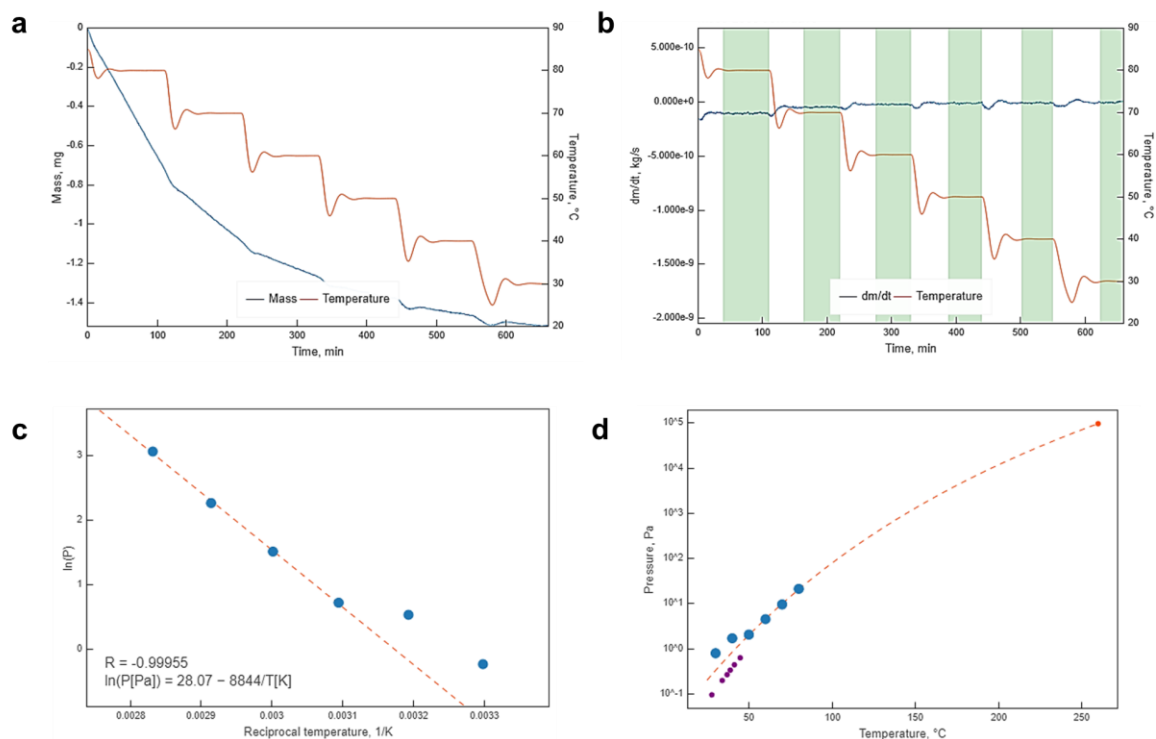 a
0
-0.2
-0.4
-0.6
-0.8
-1
-1.2
-1.4
Mass, mg
90
80
70
60
50
40
30
20
Temperature, °C
Mass
Temperature
0
100
200
300
400
500
600
Time, min
b
5.000e-10
0.000e+0
-5.000e-10
-1.000e-9
-1.500e-9
-2.000e-9
dm/dt, kg/s
90
80
70
60
50
40
30
20
Temperature, °C
dm/dt
Temperature
0
100
200
300
400
500
600
Time, min
c
3
2
1
0
ln(P)
R = -0.99955
ln(P[Pa]) = 28.07 − 8844/T[K]
0.0028
0.0029
0.003
0.0031
0.0032
0.0033
Reciprocal temperature, 1/K
d
10^5
10^4
10^3
10^2
10^1
10^0
10^-1
Pressure, Pa
50
100
150
200
250
Temperature, °C